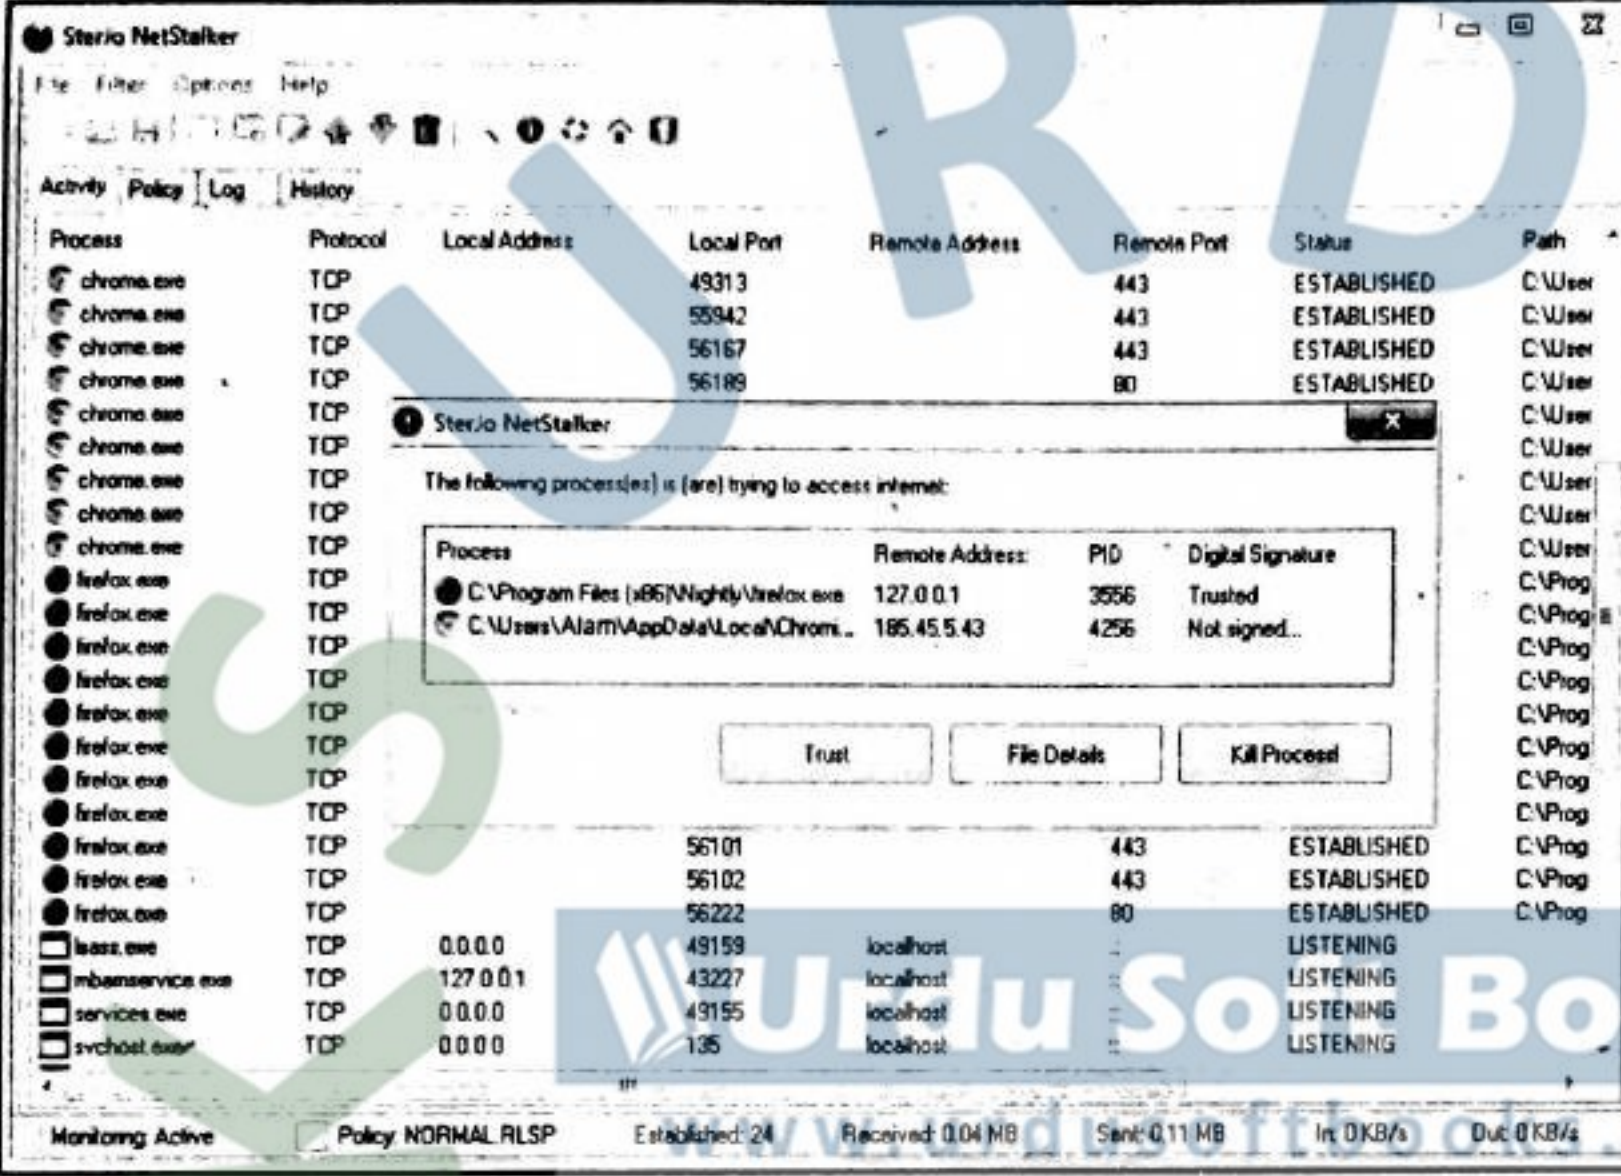 SterJo NetStalker
File Filter Options Help
Activity Policy Log History
Process Protocol Local Address Local Port Remote Address Remote Port Status Path
chrome.exe TCP 49313 443 ESTABLISHED C:\User
chrome.exe TCP 55942 443 ESTABLISHED C:\User
chrome.exe TCP 56167 443 ESTABLISHED C:\User
chrome.exe TCP 56189 80 ESTABLISHED C:\User
chrome.exe TCP C:\User
chrome.exe TCP C:\User
chrome.exe TCP C:\User
chrome.exe TCP C:\User
chrome.exe TCP C:\User
firefox.exe TCP C:\Prog
firefox.exe TCP C:\Prog
firefox.exe TCP C:\Prog
firefox.exe TCP C:\Prog
firefox.exe TCP C:\Prog
firefox.exe TCP C:\Prog
firefox.exe TCP C:\Prog
firefox.exe TCP C:\Prog
firefox.exe TCP 56101 443 ESTABLISHED C:\Prog
firefox.exe TCP 56102 443 ESTABLISHED C:\Prog
firefox.exe TCP 56222 80 ESTABLISHED C:\Prog
lsass.exe TCP 0.0.0.0 49159 localhost :: LISTENING
mbamservice.exe TCP 127.0.0.1 43227 localhost :: LISTENING
services.exe TCP 0.0.0.0 49155 localhost :: LISTENING
svchost.exe TCP 0.0.0.0 135 localhost :: LISTENING
SterJo NetStalker
The following process(es) is (are) trying to access internet:
Process Remote Address: PID Digital Signature
C:\Program Files (x86)\Nightly\firefox.exe 127.0.0.1 3556 Trusted
C:\Users\Alarm\AppData\Local\Chromi... 185.45.5.43 4256 Not signed...
Trust File Details Kill Process!
Monitoring: Active Policy: NORMAL.RLSP Established: 24 Received: 0.04 MB Sent: 0.11 MB In: 0 KB/s Out: 0 KB/s
URD
Urdu Soft Bo
www.urdusoftbooks.